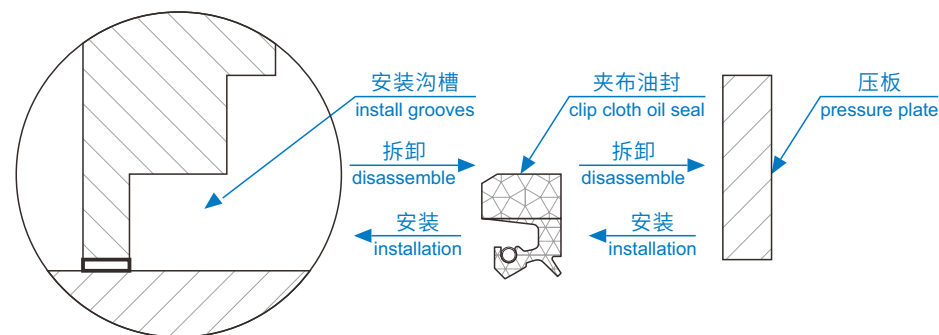 安装沟槽
install grooves
夹布油封
clip cloth oil seal
压板
pressure plate
拆卸
disassemble
拆卸
disassemble
安装
installation
安装
installation